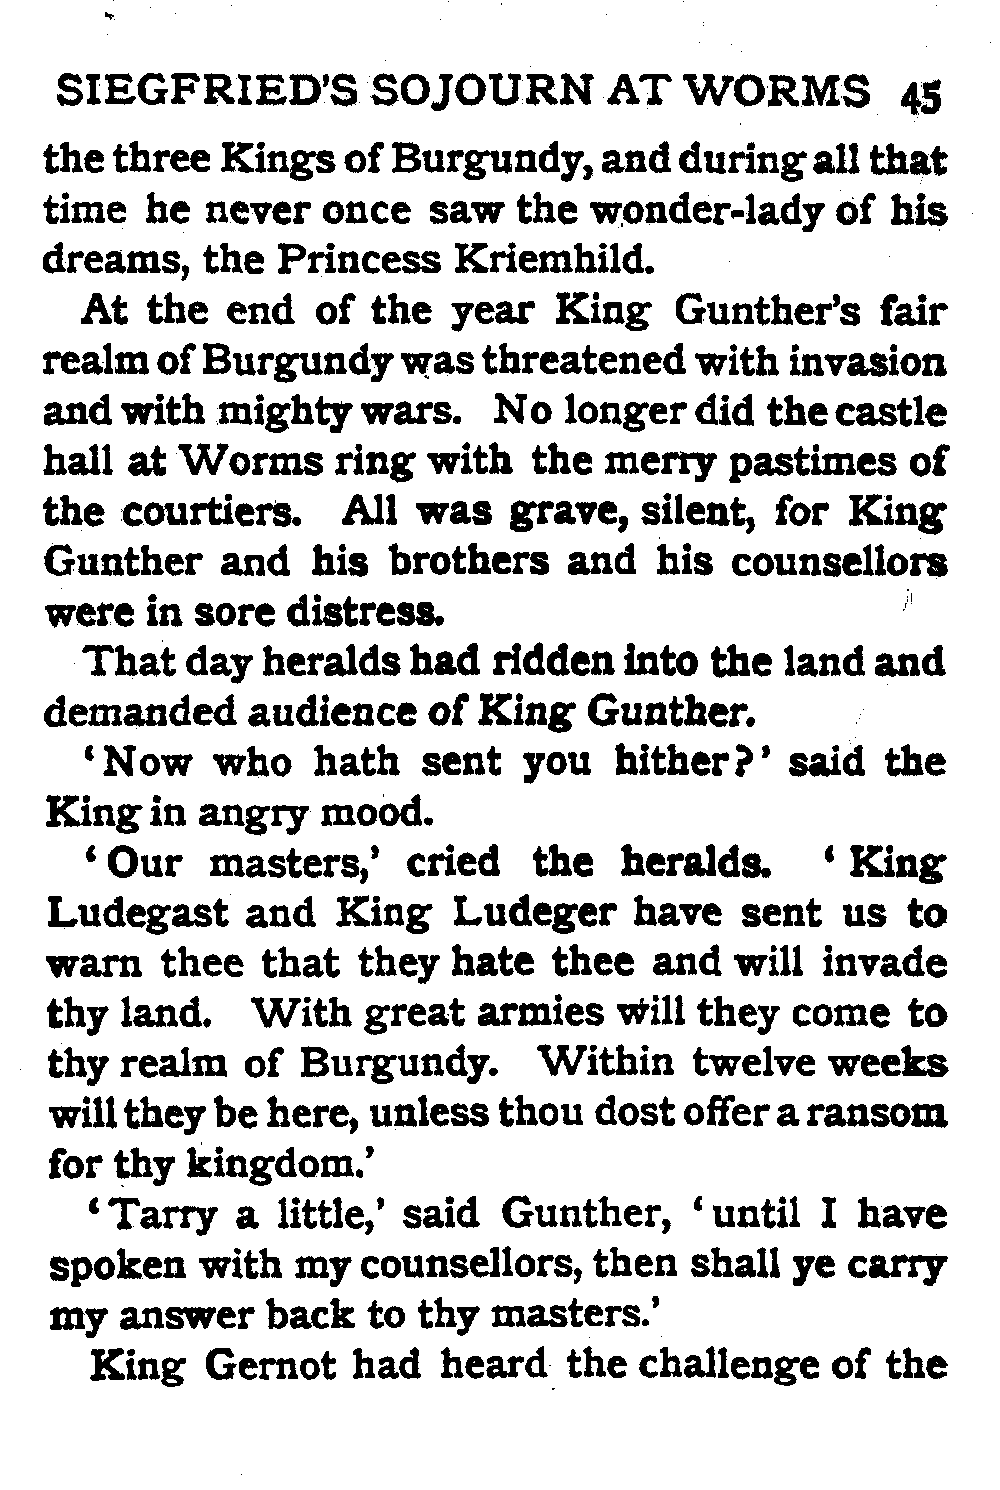 SIEGFRIED'S SOJOURN AT WORMS 45
the three Kings of Burgundy, and during all that
time he never once saw the wonder-lady of his
dreams, the Princess Kriemhild.
At the end of the year King Gunther's fair
realm of Burgundy was threatened with invasion
and with mighty wars. No longer did the castle
hall at Worms ring with the merry pastimes of
the courtiers. All was grave, silent, for King
Gunther and his brothers and his counsellors
were in sore distress.
That day heralds had ridden into the land and
demanded audience of King Gunther.
‘Now who hath sent you hither?’ said the
King in angry mood.
‘Our masters,’ cried the heralds. ‘King
Ludegast and King Ludeger have sent us to
warn thee that they hate thee and will invade
thy land. With great armies will they come to
thy realm of Burgundy. Within twelve weeks
will they be here, unless thou dost offer a ransom
for thy kingdom.’
‘Tarry a little,’ said Gunther, ‘until I have
spoken with my counsellors, then shall ye carry
my answer back to thy masters.’
King Gernot had heard the challenge of the